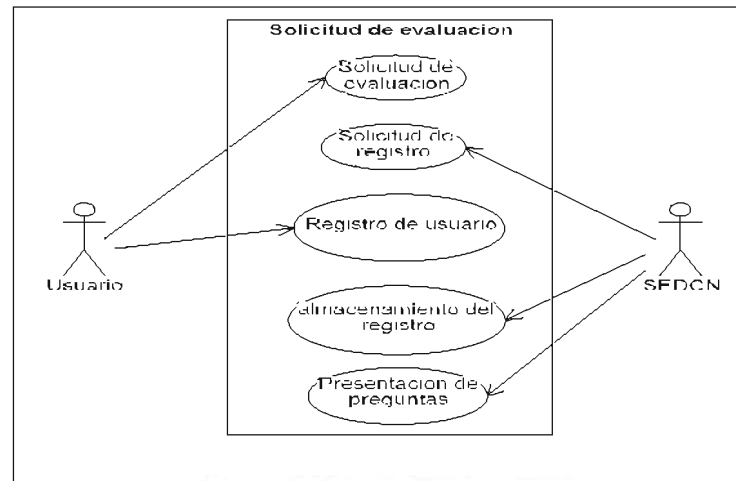 Solicitud de evaluacion
Solicitud de
evaluacion
Solicitud de
registro
Registro de usuario
Usuario
SEDCN
almacenamiento del
registro
Presentacion de
preguntas